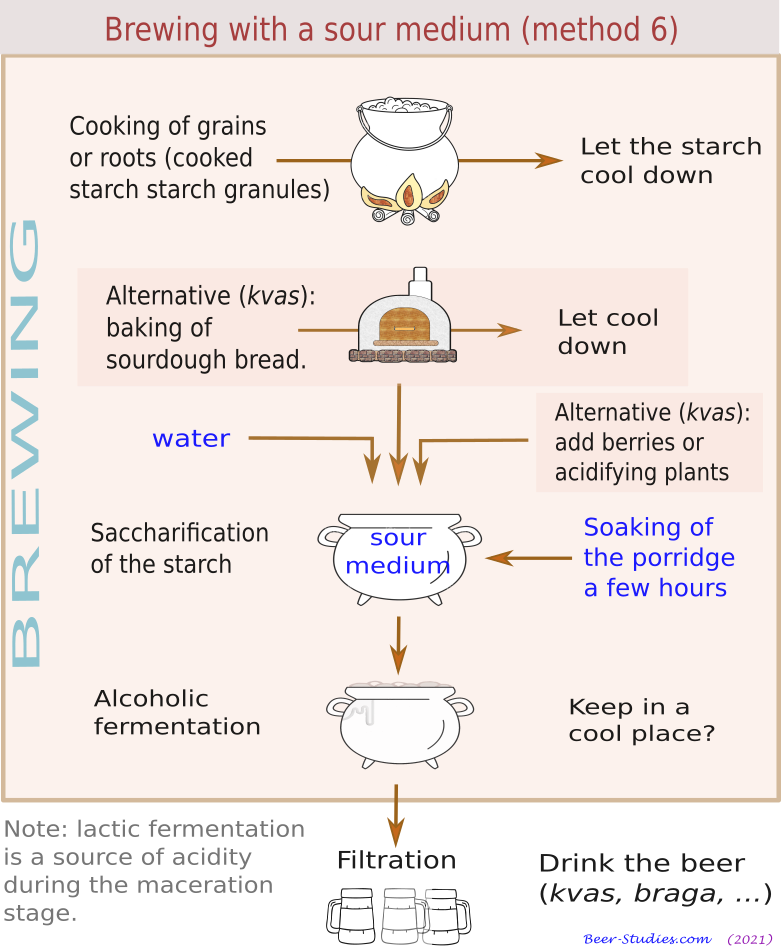 Brewing with a sour medium (method 6)
BREWING
Cooking of grains
or roots (cooked
starch starch granules)
Let the starch
cool down
Alternative (kvas):
baking of
sourdough bread.
Let cool
down
water
Alternative (kvas):
add berries or
acidifying plants
Saccharification
of the starch
sour
medium
Soaking of
the porridge
a few hours
Alcoholic
fermentation
Keep in a
cool place?
Note: lactic fermentation
is a source of acidity
during the maceration
stage.
Filtration
Drink the beer
(kvas, braga, ...)
Beer-Studies.com (2021)